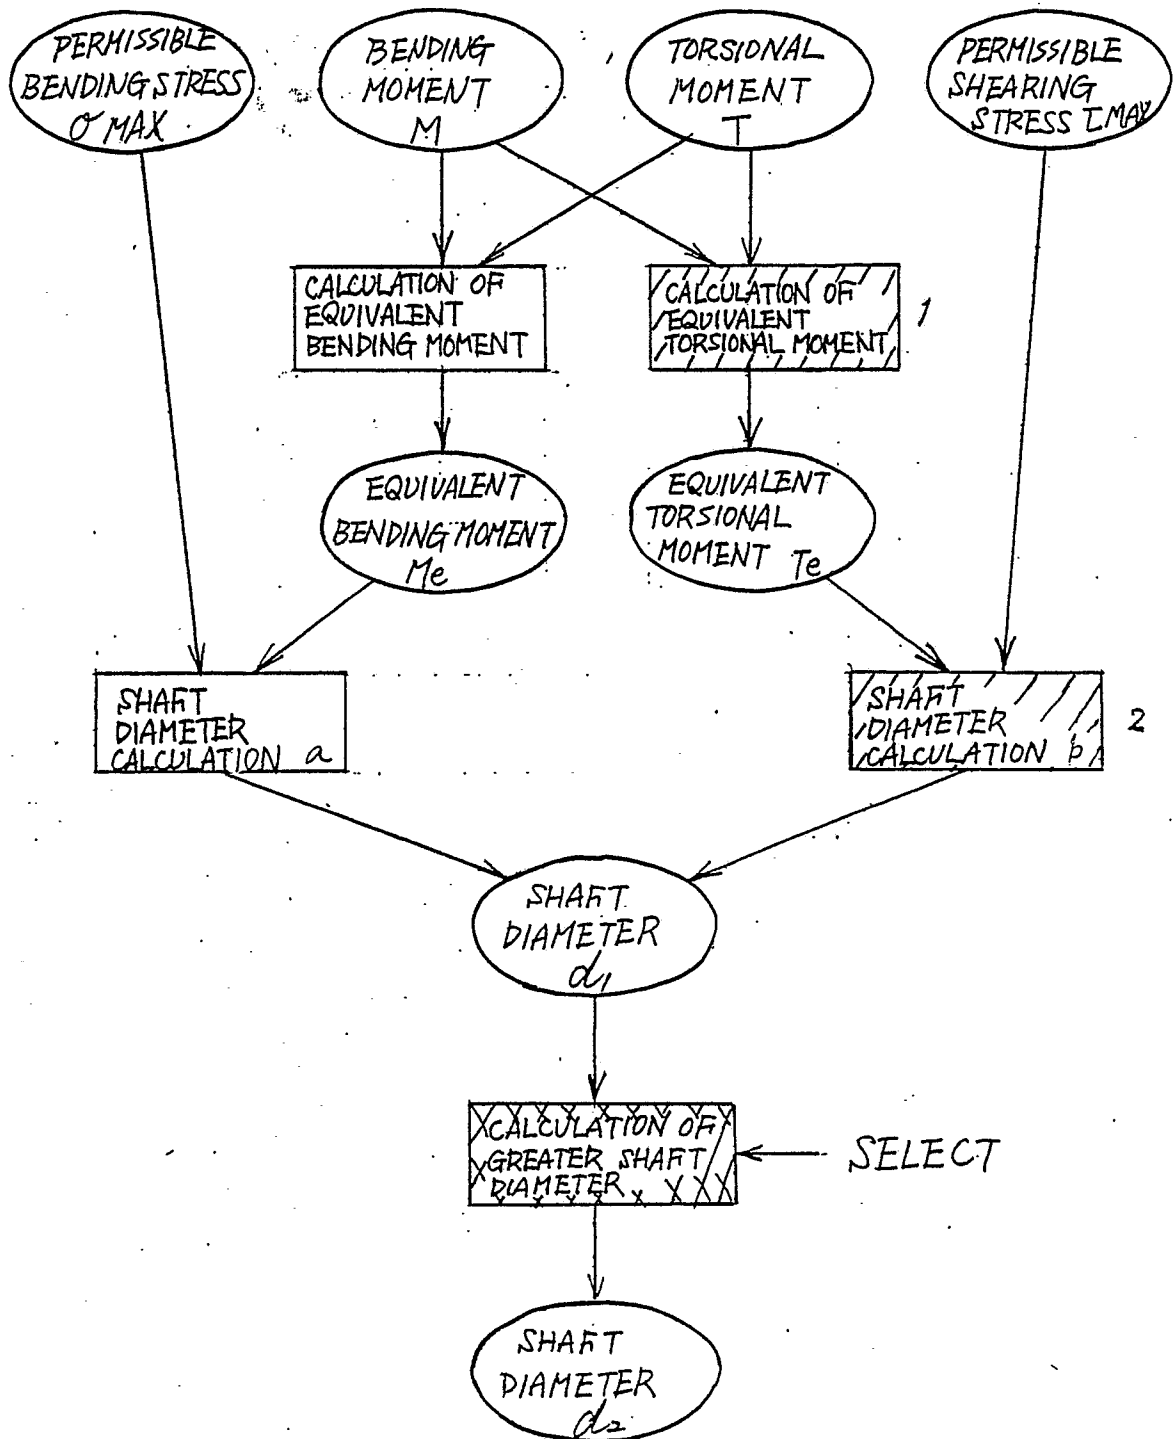 PERMISSIBLE
BENDING STRESS
σ MAX
BENDING
MOMENT
M
TORSIONAL
MOMENT
T
PERMISSIBLE
SHEARING
STRESS τ MAX
CALCULATION OF
EQUIVALENT
BENDING MOMENT
CALCULATION OF
EQUIVALENT
TORSIONAL MOMENT
1
EQUIVALENT
BENDING MOMENT
Me
EQUIVALENT
TORSIONAL
MOMENT Te
SHAFT
DIAMETER
CALCULATION a
SHAFT
DIAMETER
CALCULATION b
2
SHAFT
DIAMETER
d1
CALCULATION OF
GREATER SHAFT
DIAMETER
SELECT
SHAFT
DIAMETER
d2